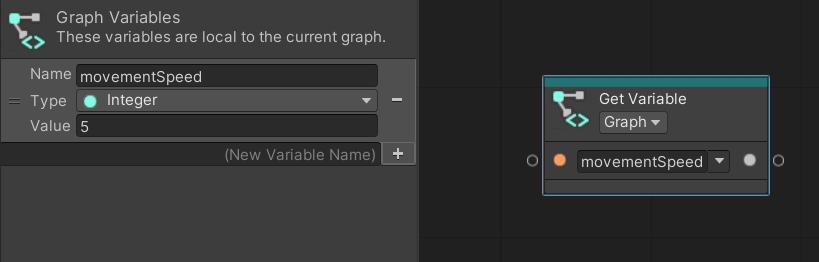 Graph Variables
These variables are local to the current graph.
Name movementSpeed
Type Integer
Value 5
(New Variable Name) +
Get Variable
Graph
movementSpeed